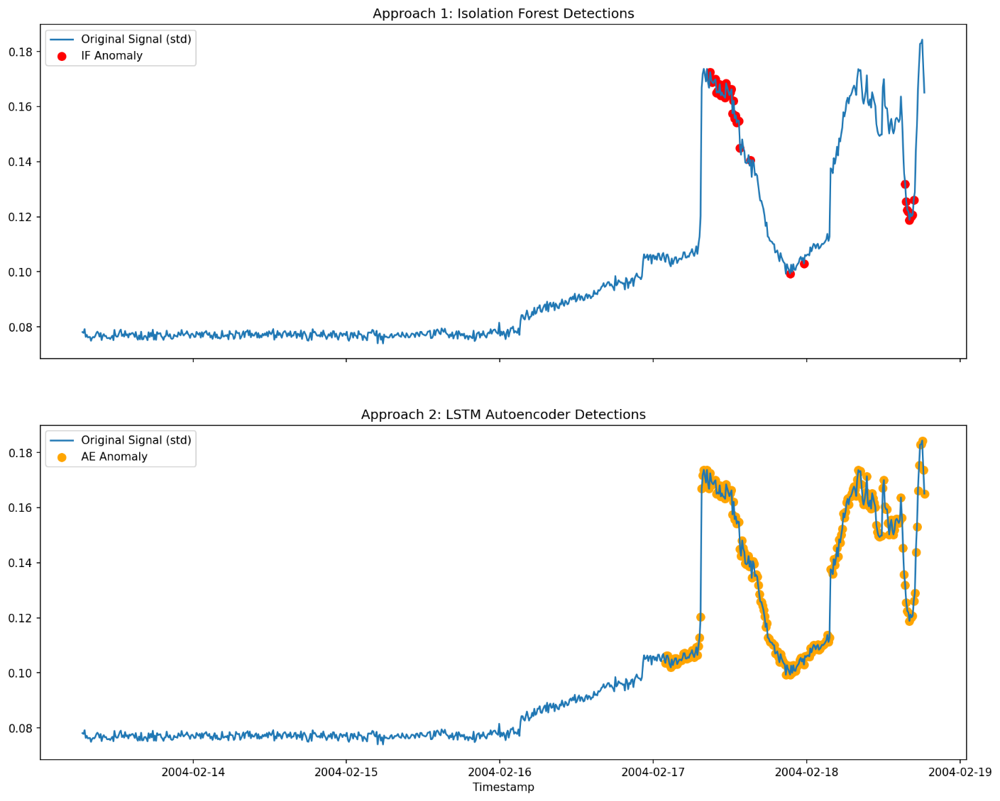 Approach 1: Isolation Forest Detections
Original Signal (std)
IF Anomaly
0.18
0.16
0.14
0.12
0.10
0.08
Approach 2: LSTM Autoencoder Detections
Original Signal (std)
AE Anomaly
0.18
0.16
0.14
0.12
0.10
0.08
2004-02-14 2004-02-15 2004-02-16 2004-02-17 2004-02-18 2004-02-19
Timestamp